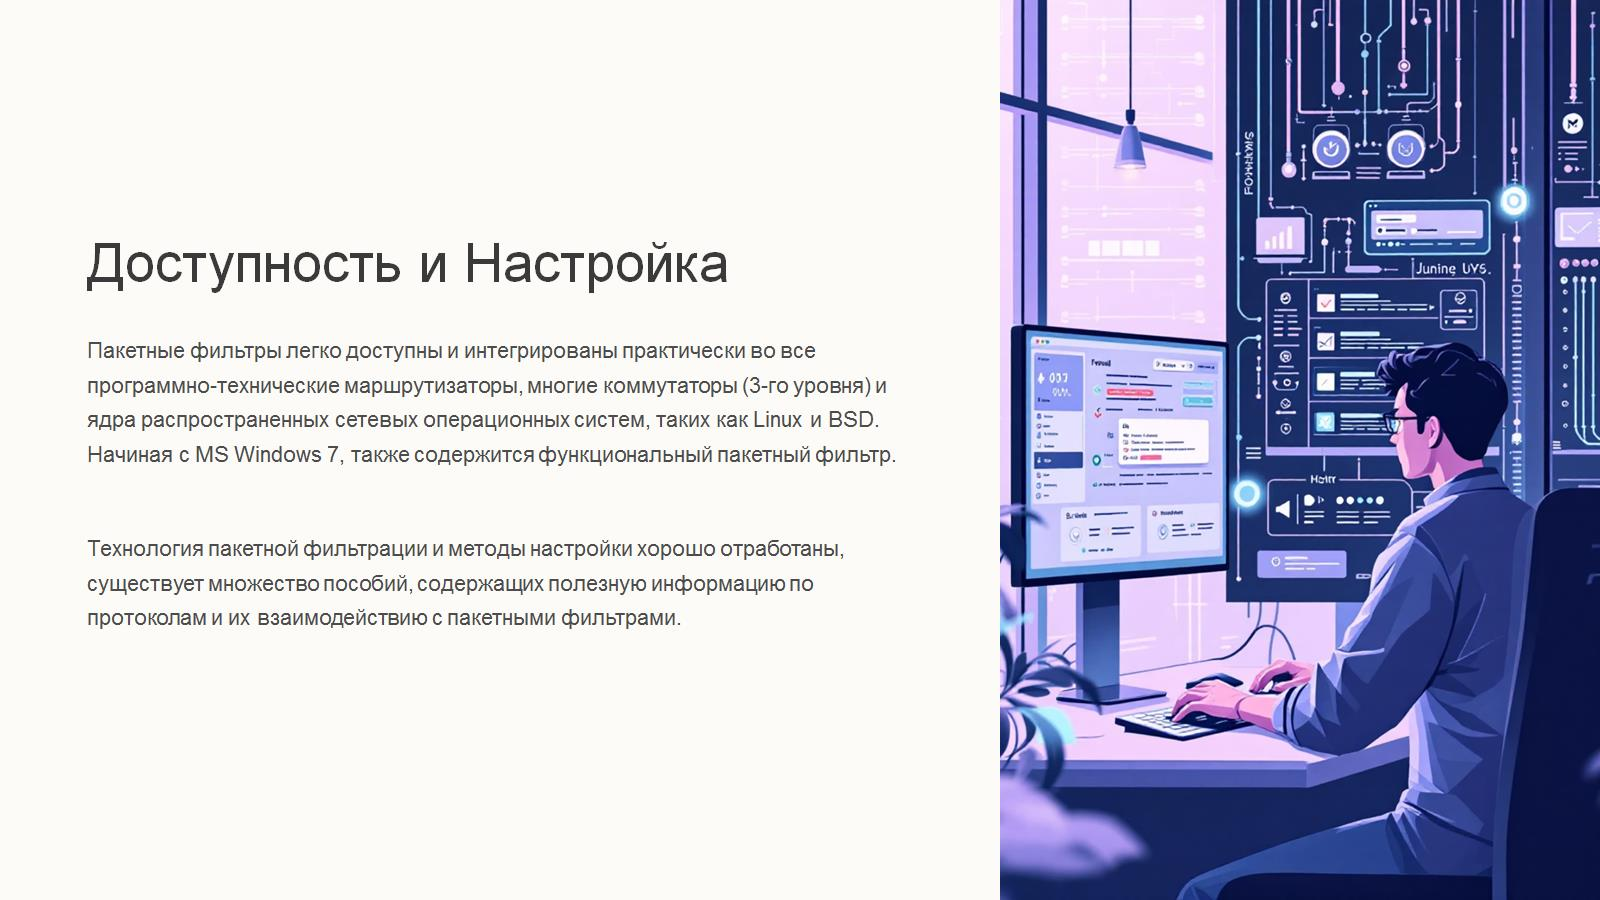 Доступность и Настройка
Пакетные фильтры легко доступны и интегрированы практически во все
программно-технические маршрутизаторы, многие коммутаторы (3-го уровня) и
ядра распространенных сетевых операционных систем, таких как Linux и BSD.
Начиная с MS Windows 7, также содержится функциональный пакетный фильтр.
Технология пакетной фильтрации и методы настройки хорошо отработаны,
существует множество пособий, содержащих полезную информацию по
протоколам и их взаимодействию с пакетными фильтрами.
Junine UVS.